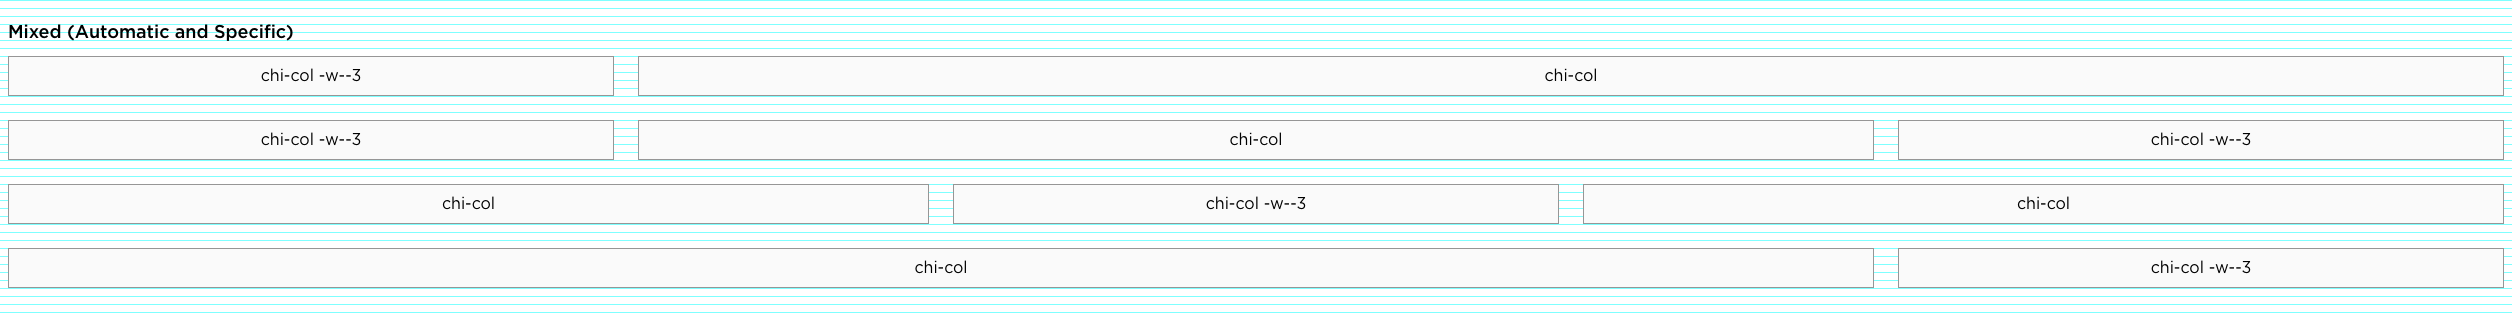 Mixed (Automatic and Specific)
chi-col -w--3 chi-col
chi-col -w--3 chi-col chi-col -w--3
chi-col chi-col -w--3 chi-col
chi-col chi-col -w--3